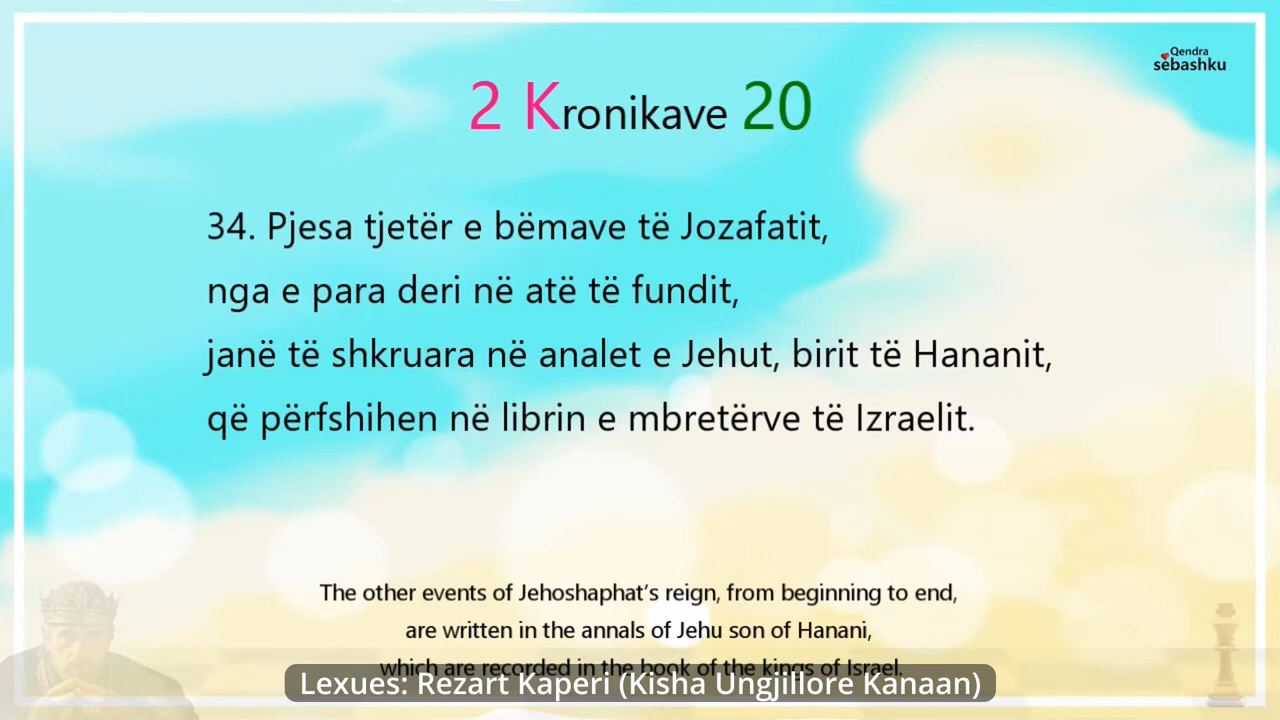 Qendra
sëbashku
2 Kronikave 20
34. Pjesa tjetër e bëmave të Jozafatit,
nga e para deri në atë të fundit,
janë të shkruara në analet e Jehut, birit të Hananit,
që përfshihen në librin e mbretërve të Izraelit.
The other events of Jehoshaphat’s reign, from beginning to end,
are written in the annals of Jehu son of Hanani,
which are recorded in the book of the kings of Israel.
Lexues: Rezart Kaperi (Kisha Ungjillore Kanaan)